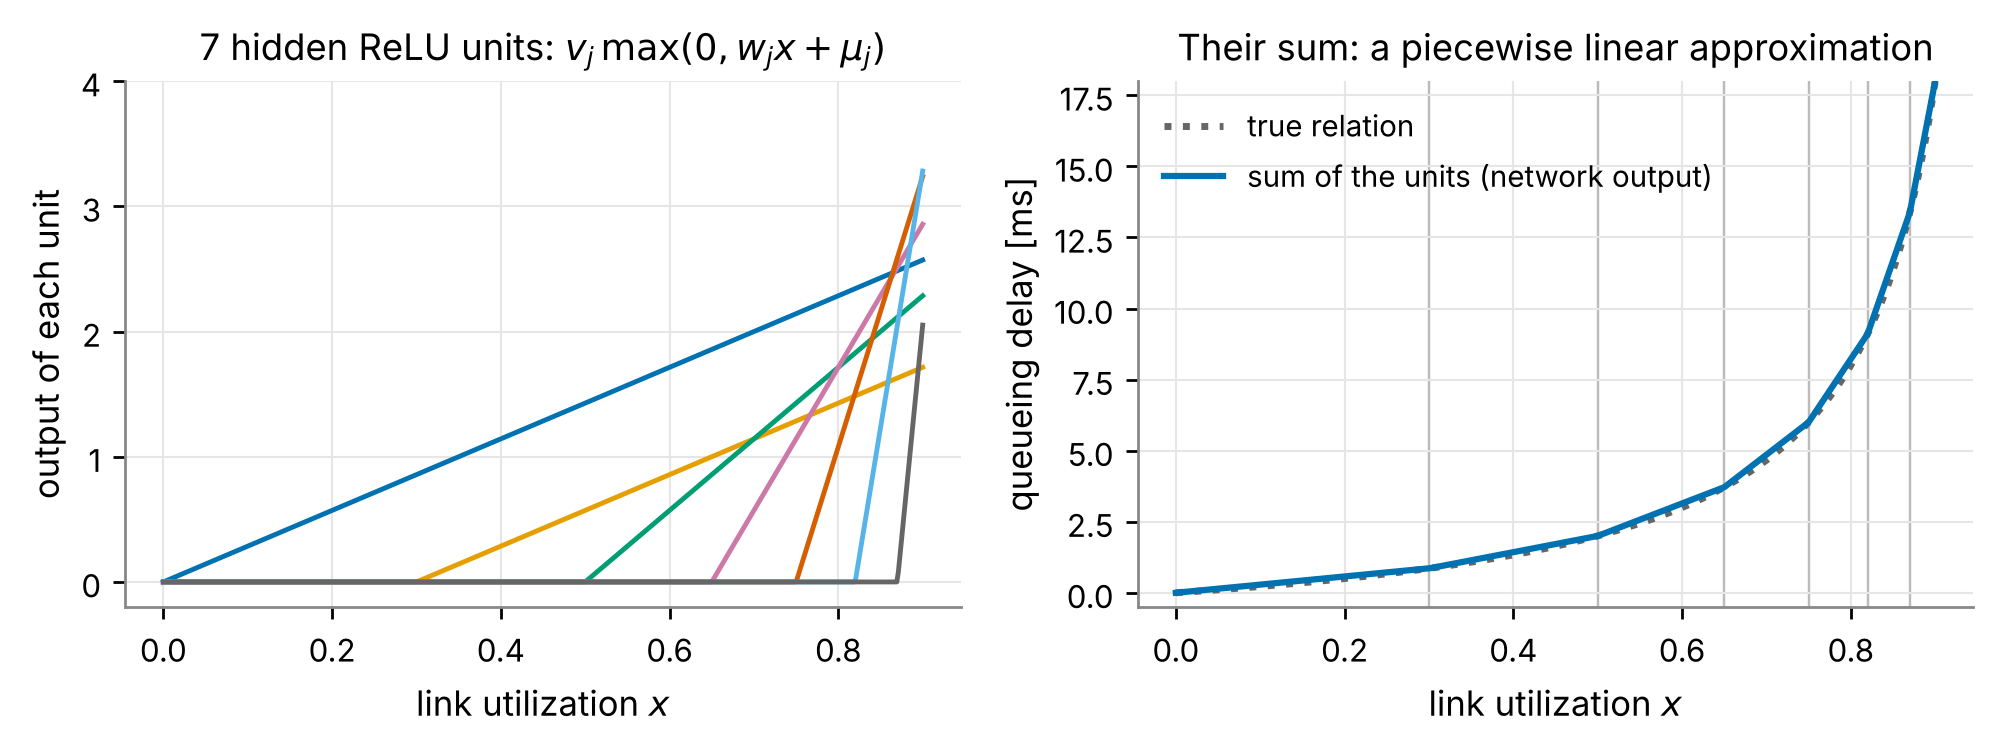 7 hidden ReLU units: v_j max(0, w_j x + μ_j)
output of each unit
4
3
2
1
0
0.0 0.2 0.4 0.6 0.8
link utilization x
Their sum: a piecewise linear approximation
queueing delay [ms]
17.5
15.0
12.5
10.0
7.5
5.0
2.5
0.0
true relation
sum of the units (network output)
0.0 0.2 0.4 0.6 0.8
link utilization x